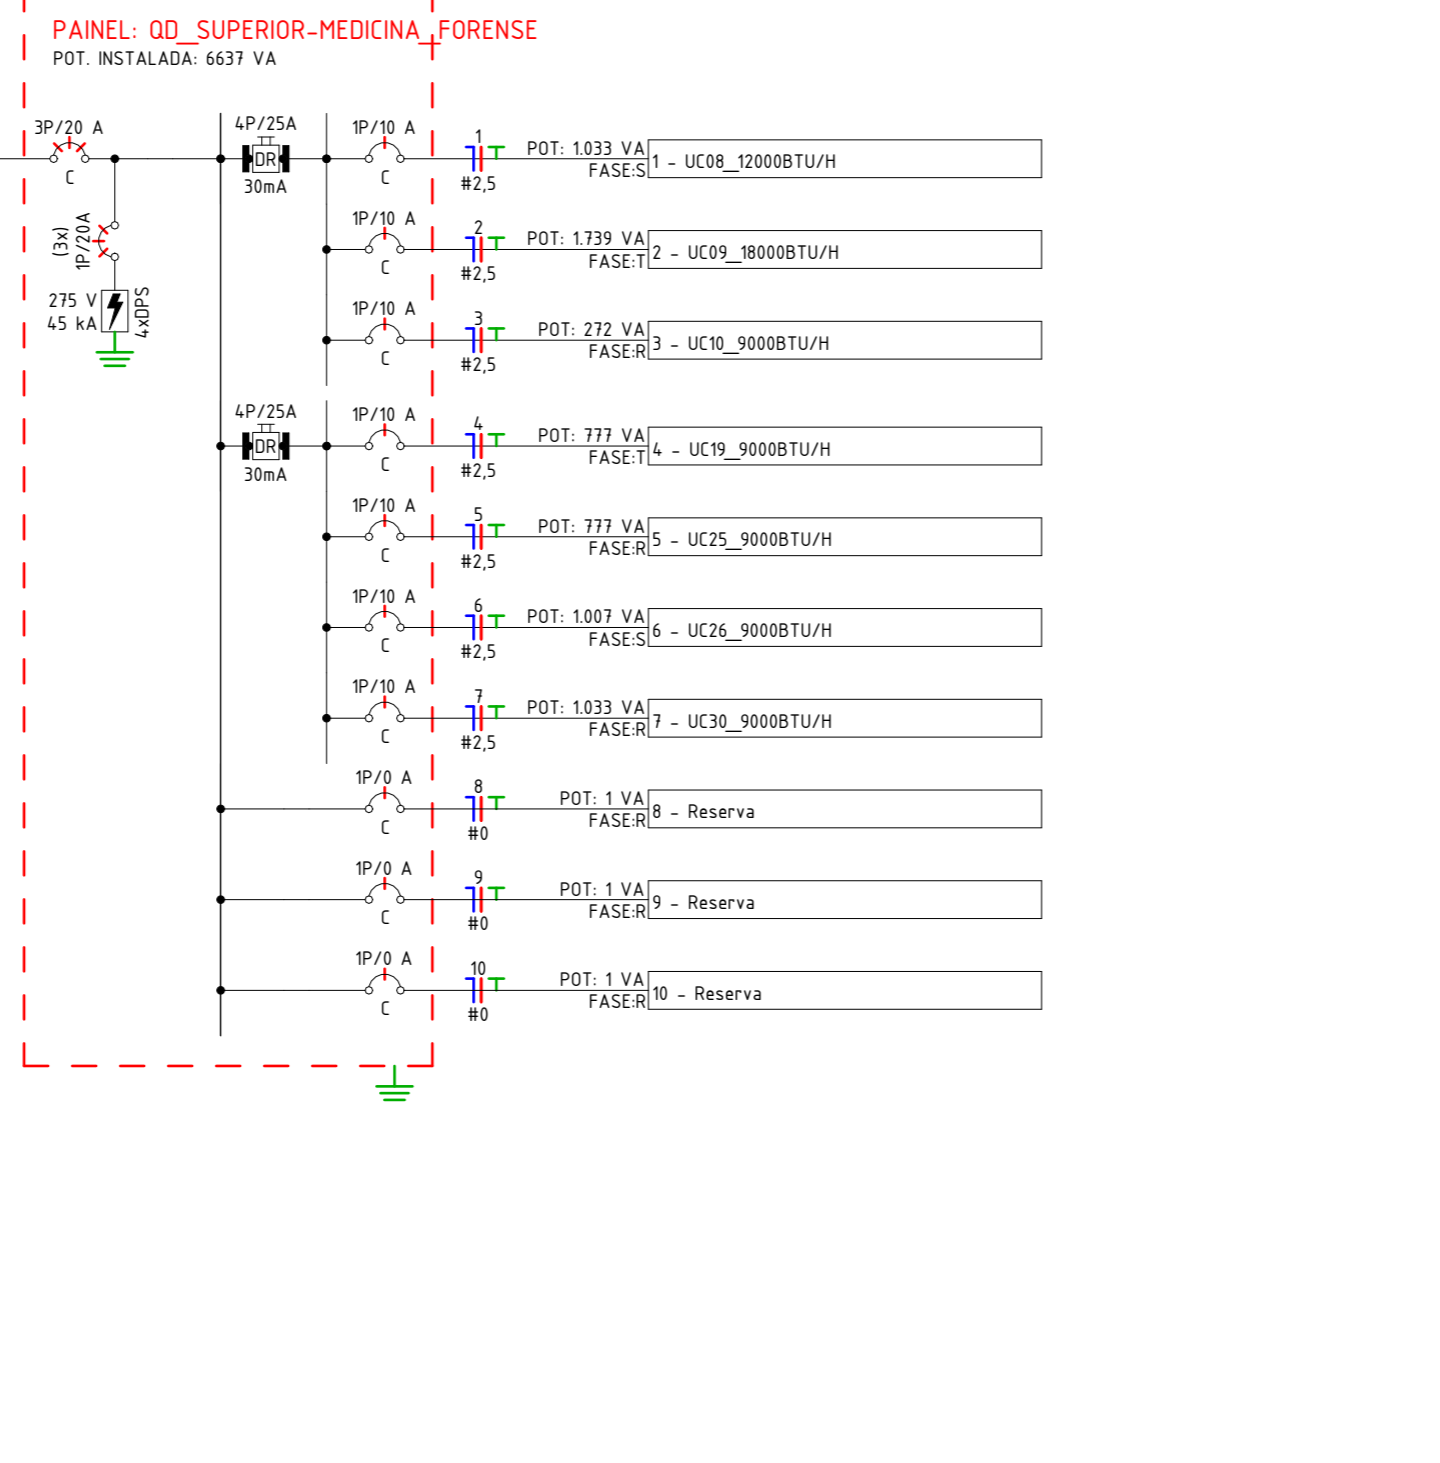 PAINEL: QD_SUPERIOR-MEDICINA_FORENSE
POT. INSTALADA: 6637 VA
3P/20 A
C
(3x)
1P/20A
275 V
45 kA
4xDPS
4P/25A
DR
30mA
1P/10 A
C
1
#2,5
POT: 1.033 VA
FASE:S
1 - UC08_12000BTU/H
1P/10 A
C
2
#2,5
POT: 1.739 VA
FASE:T
2 - UC09_18000BTU/H
1P/10 A
C
3
#2,5
POT: 272 VA
FASE:R
3 - UC10_9000BTU/H
4P/25A
DR
30mA
1P/10 A
C
4
#2,5
POT: 777 VA
FASE:T
4 - UC19_9000BTU/H
1P/10 A
C
5
#2,5
POT: 777 VA
FASE:R
5 - UC25_9000BTU/H
1P/10 A
C
6
#2,5
POT: 1.007 VA
FASE:S
6 - UC26_9000BTU/H
1P/10 A
C
7
#2,5
POT: 1.033 VA
FASE:R
7 - UC30_9000BTU/H
1P/0 A
C
8
#0
POT: 1 VA
FASE:R
8 - Reserva
1P/0 A
C
9
#0
POT: 1 VA
FASE:R
9 - Reserva
1P/0 A
C
10
#0
POT: 1 VA
FASE:R
10 - Reserva